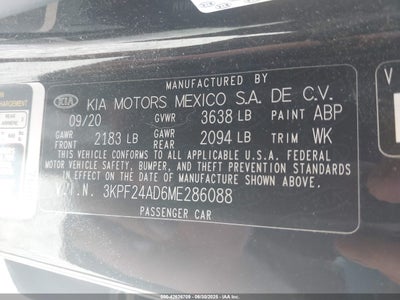 MANUFACTURED BY
KIA KIA MOTORS MEXICO S.A. DE C.V.
09/20 GVWR 3638 LB PAINT ABP
GAWR FRONT 2183 LB GAWR REAR 2094 LB TRIM WK
THIS VEHICLE CONFORMS TO ALL APPLICABLE U.S.A. FEDERAL
MOTOR VEHICLE SAFETY, BUMPER, AND THEFT PREVENTION STANDARDS
IN EFFECT ON THE DATE OF MANUFACTURE SHOWN ABOVE.
V.I.N. 3KPF24AD6ME286088
PASSENGER CAR
V